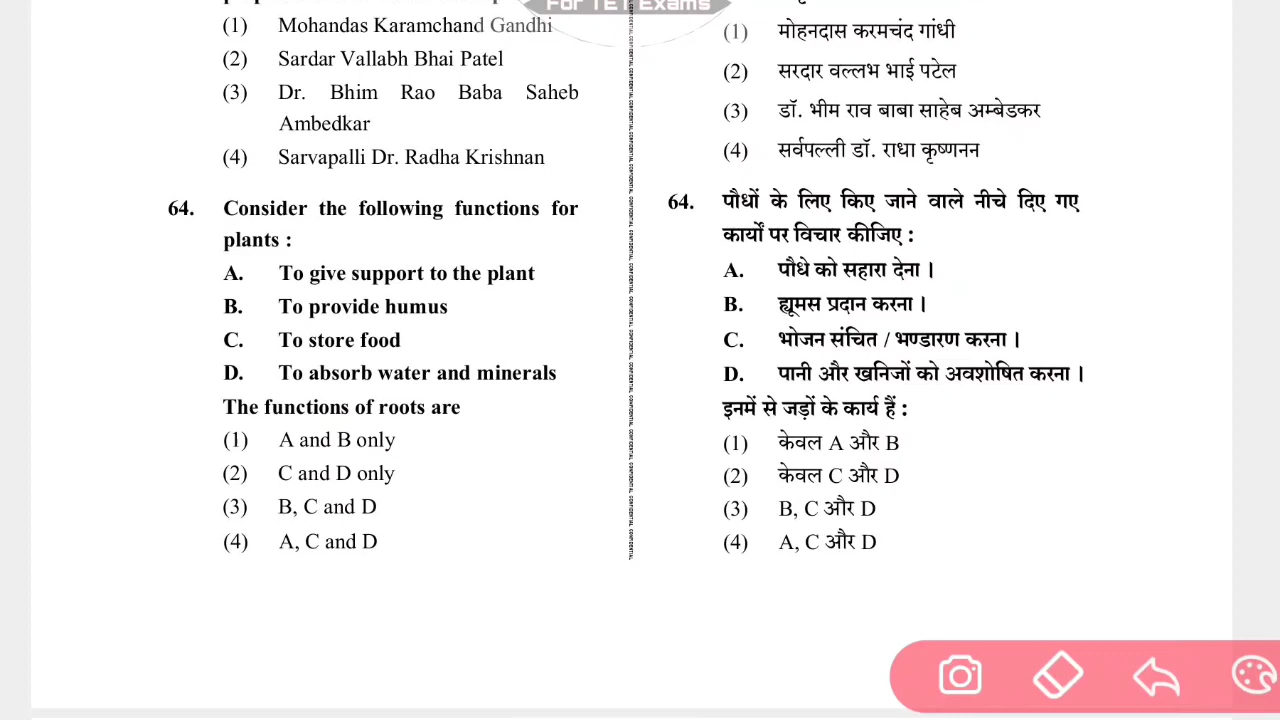 For TET Exams
(1) Mohandas Karamchand Gandhi
(2) Sardar Vallabh Bhai Patel
(3) Dr. Bhim Rao Baba Saheb
Ambedkar
(4) Sarvapalli Dr. Radha Krishnan
64. Consider the following functions for
plants :
A. To give support to the plant
B. To provide humus
C. To store food
D. To absorb water and minerals
The functions of roots are
(1) A and B only
(2) C and D only
(3) B, C and D
(4) A, C and D
(1) मोहनदास करमचंद गांधी
(2) सरदार वल्लभ भाई पटेल
(3) डॉ. भीम राव बाबा साहेब अम्बेडकर
(4) सर्वपल्ली डॉ. राधा कृष्णनन
64. पौधों के लिए किए जाने वाले नीचे दिए गए
कार्यों पर विचार कीजिए :
A. पौधे को सहारा देना ।
B. ह्यूमस प्रदान करना ।
C. भोजन संचित / भण्डारण करना ।
D. पानी और खनिजों को अवशोषित करना ।
इनमें से जड़ों के कार्य हैं :
(1) केवल A और B
(2) केवल C और D
(3) B, C और D
(4) A, C और D